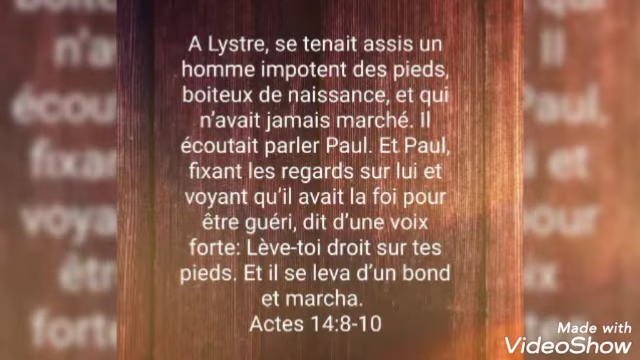 A Lystre, se tenait assis un
homme impotent des pieds,
boiteux de naissance, et qui
n'avait jamais marché. Il
écoutait parler Paul. Et Paul,
fixant les regards sur lui et
voyant qu'il avait la foi pour
être guéri, dit d'une voix
forte: Lève-toi droit sur tes
pieds. Et il se leva d'un bond
et marcha.
Actes 14:8-10
Made with
VideoShow